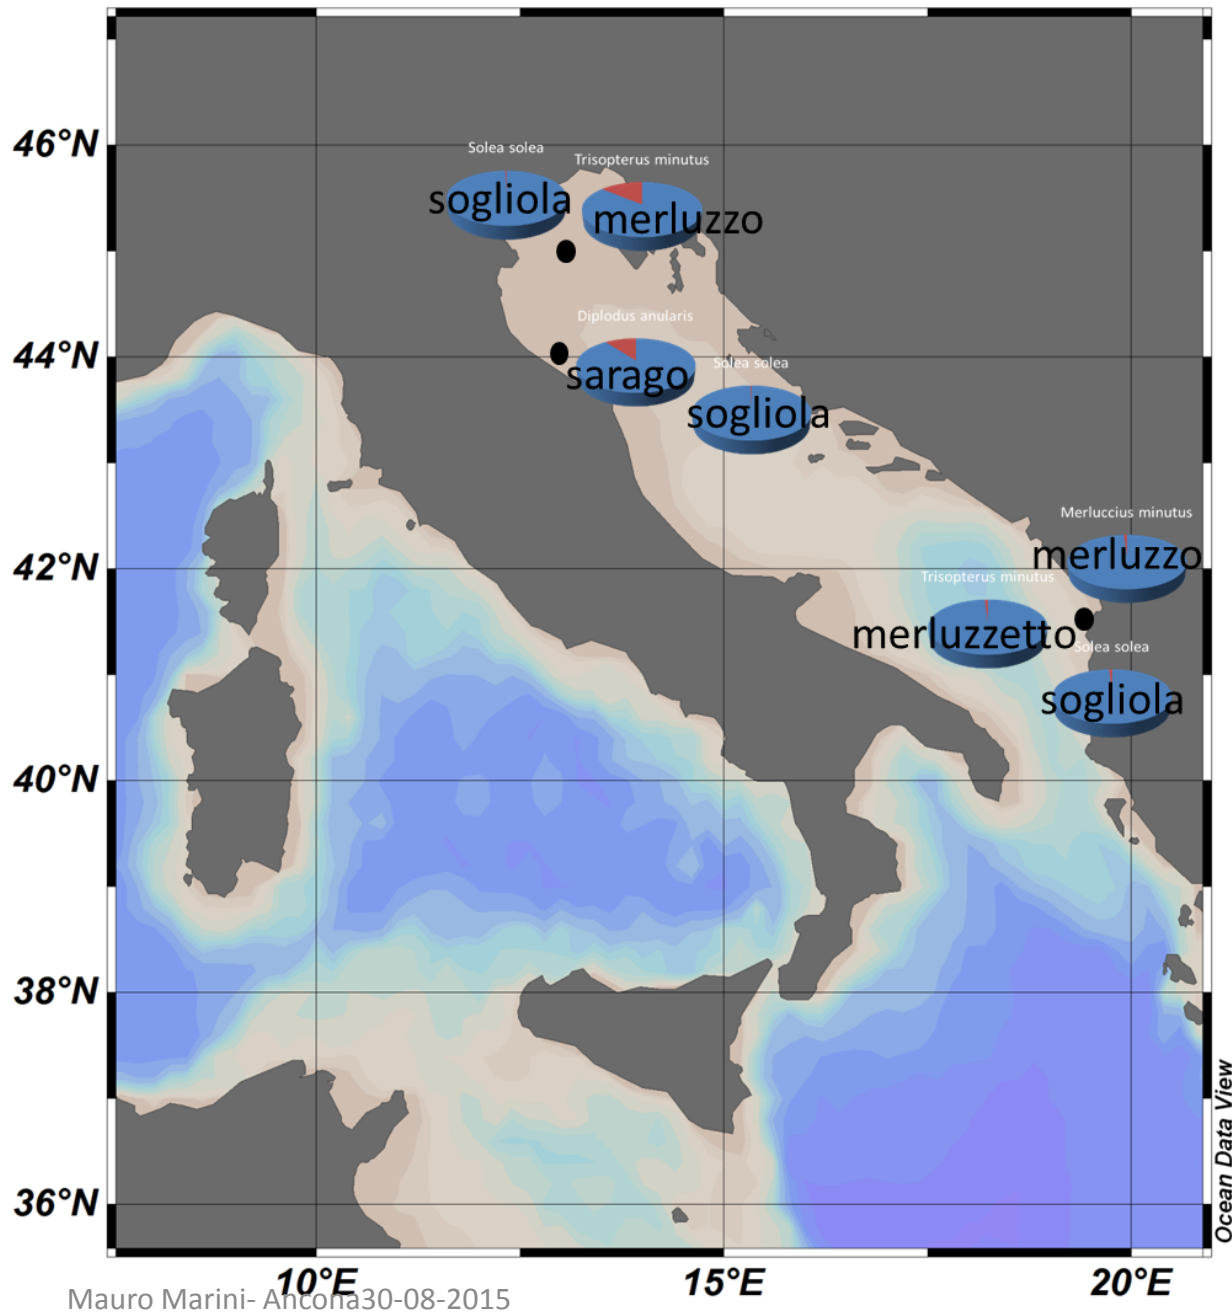 46°N
Solea solea
Trisopterus minutus
sogliola
merluzzo
44°N
Diplodus anularis
sarago
Solea solea
sogliola
42°N
Merluccius minutus
merluzzo
Trisopterus minutus
merluzzetto
Solea solea
sogliola
40°N
38°N
36°N
Ocean Data View
10°E
15°E
20°E
Mauro Marini- Ancona30-08-2015